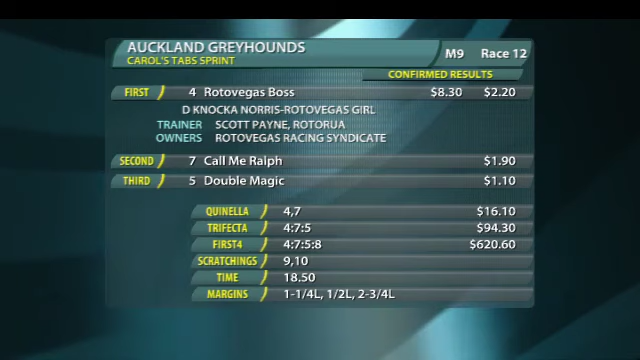 AUCKLAND GREYHOUNDS
CAROL'S TABS SPRINT
M9 Race 12
CONFIRMED RESULTS
FIRST 4 Rotovegas Boss $8.30 $2.20
D KNOCKA NORRIS-ROTOVEGAS GIRL
TRAINER SCOTT PAYNE, ROTORUA
OWNERS ROTOVEGAS RACING SYNDICATE
SECOND 7 Call Me Ralph $1.90
THIRD 5 Double Magic $1.10
QUINELLA 4,7 $16.10
TRIFECTA 4:7:5 $94.30
FIRST4 4:7:5:8 $620.60
SCRATCHINGS 9,10
TIME 18.50
MARGINS 1-1/4L, 1/2L, 2-3/4L